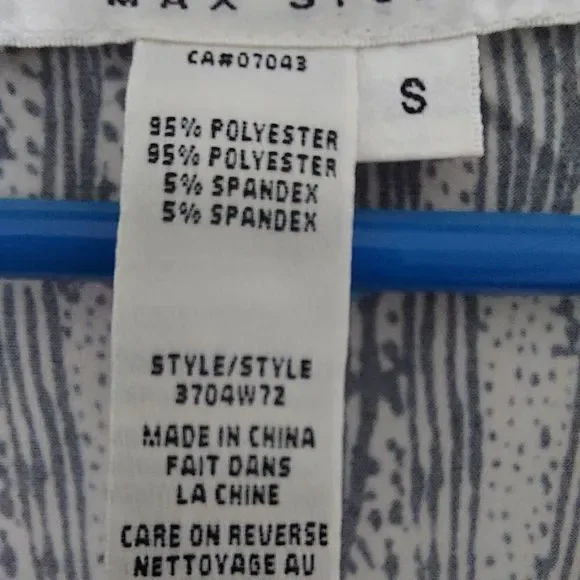 MAX
CA#07043
S
95% POLYESTER
95% POLYESTER
5% SPANDEX
5% SPANDEX
STYLE/STYLE
3704W72
MADE IN CHINA
FAIT DANS
LA CHINE
CARE ON REVERSE
NETTOYAGE AU